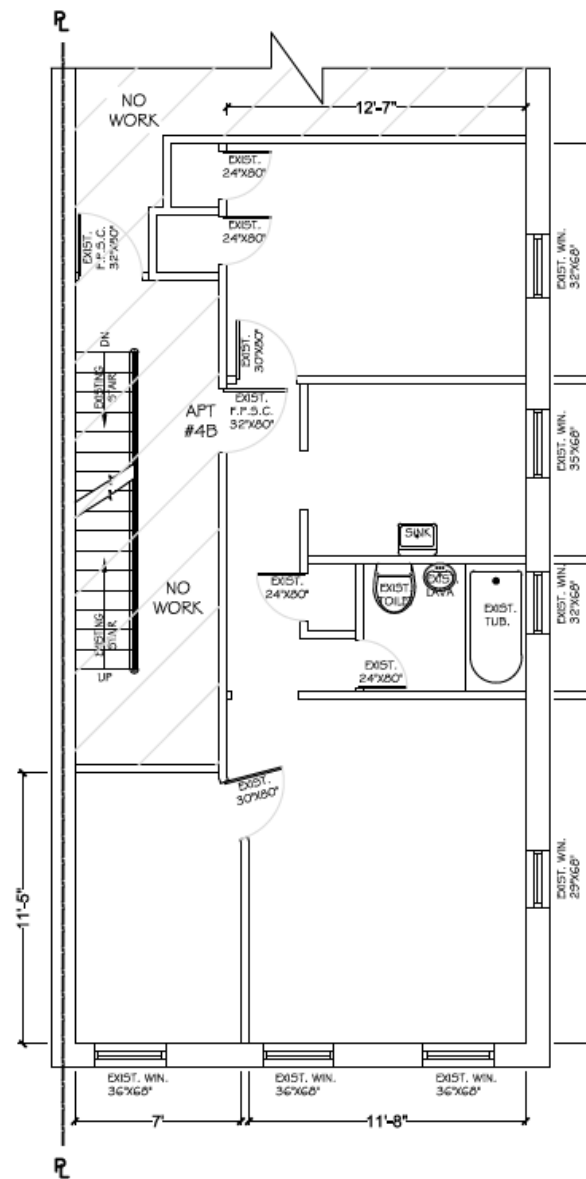 PL
NO
WORK
12'-7"
EXIST.
24"X80"
EXIST.
24"X80"
EXIST.
F.P.S.C.
32"X80"
EXIST. WIN.
32"X68"
EXIST.
30"X80"
DN
EXISTING
STAIR
APT
#4B
EXIST.
F.P.S.C.
32"X80"
EXIST. WIN.
35"X68"
SINK
EXIST.
24"X80"
EXIST.
TOILET
EXIST.
LAVA
EXIST.
TUB.
EXIST. WIN.
32"X68"
NO
WORK
EXISTING
STAIR
UP
EXIST.
24"X80"
EXIST.
30"X80"
EXIST. WIN.
29"X68"
11'-5"
EXIST. WIN.
36"X68"
EXIST. WIN.
36"X68"
EXIST. WIN.
36"X68"
7'
11'-8"
PL